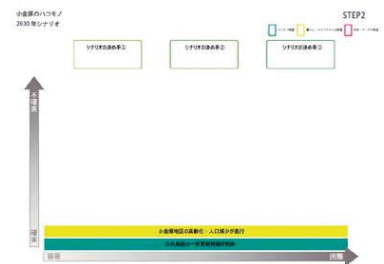 小金原のハコモノ
2030年シナリオ
STEP2
シナリオの決め手①
シナリオの決め手②
シナリオの決め手③
不確実
確実
小金原地区の高齢化・人口減少が進行
容易
困難